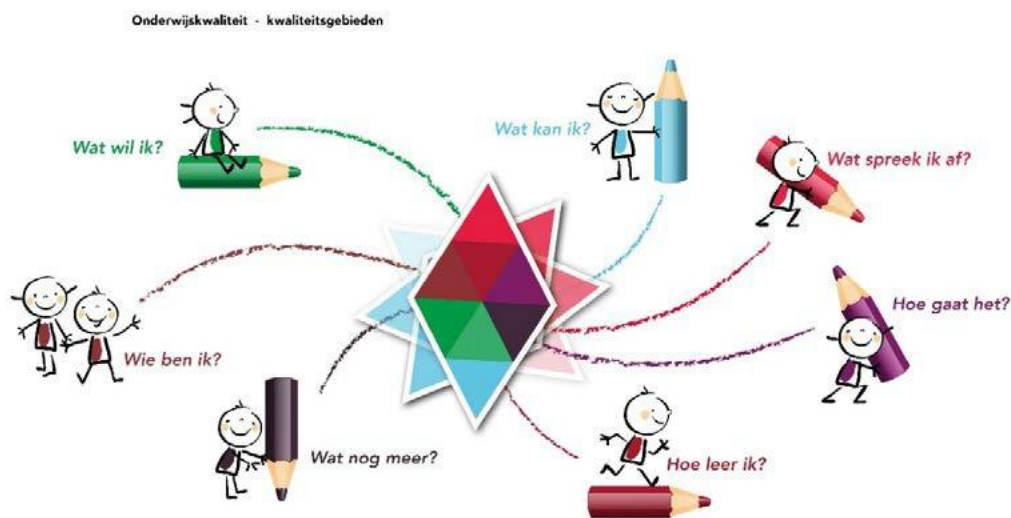 Onderwijskwaliteit - kwaliteitsgebieden
Wat wil ik?
Wat kan ik?
Wat spreek ik af?
Wie ben ik?
Hoe gaat het?
Wat nog meer?
Hoe leer ik?